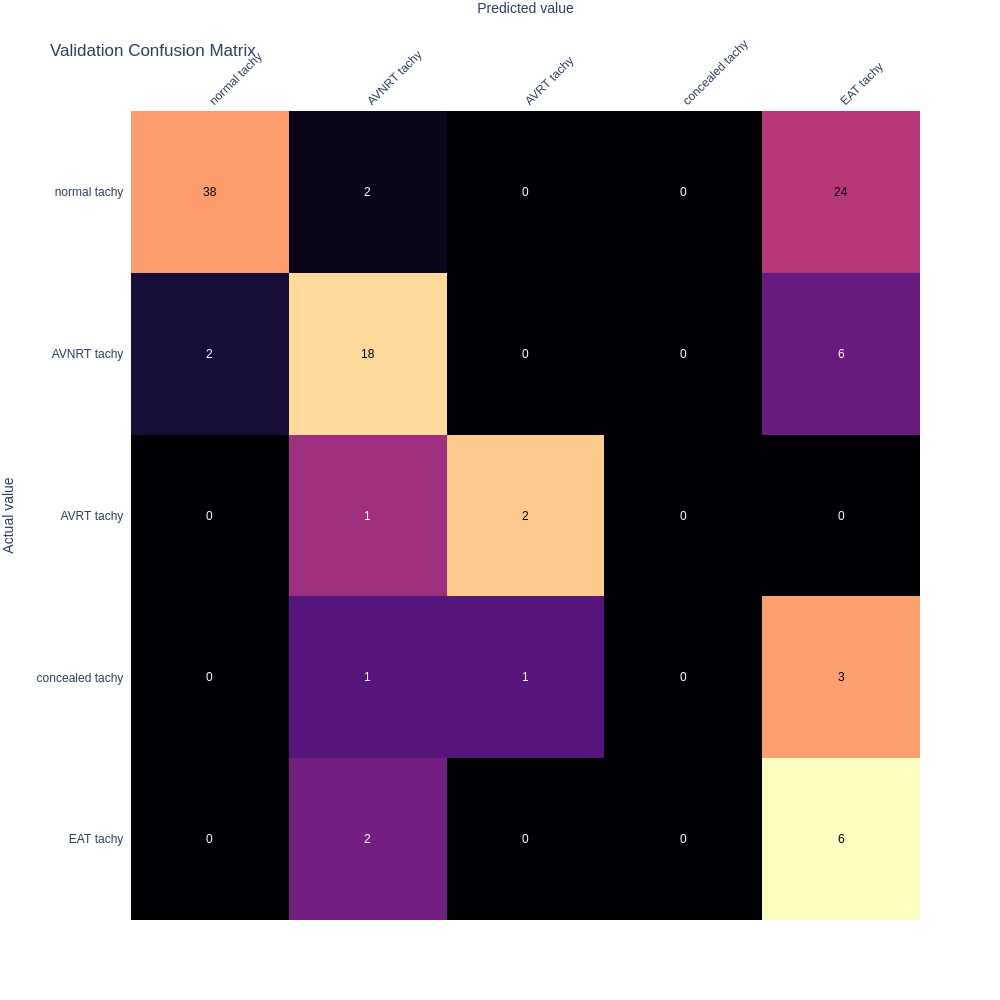 Predicted value
Validation Confusion Matrix
normal tachy AVNRT tachy AVRT tachy concealed tachy EAT tachy
normal tachy 38 2 0 0 24
AVNRT tachy 2 18 0 0 6
Actual value
AVRT tachy 0 1 2 0 0
concealed tachy 0 1 1 0 3
EAT tachy 0 2 0 0 6